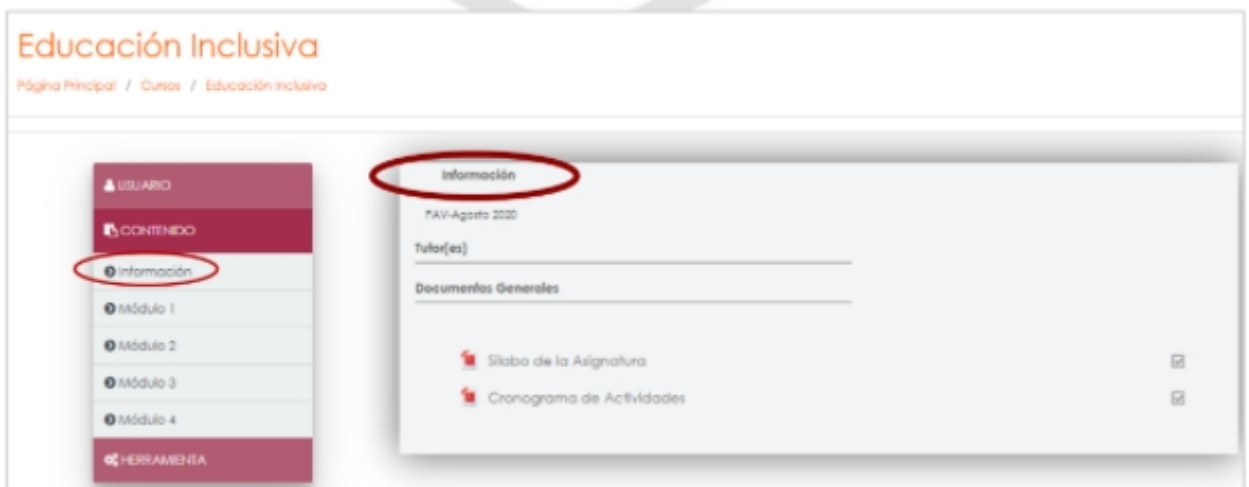 Educación Inclusiva
Página Principal / Cursos / Educación Inclusiva
USUARIO
CONTENIDO
Información
Módulo 1
Módulo 2
Módulo 3
Módulo 4
HERRAMIENTA
Información
PAV-Agosto 2020
Tutor(es)
Documentos Generales
Sílabo de la Asignatura
Cronograma de Actividades